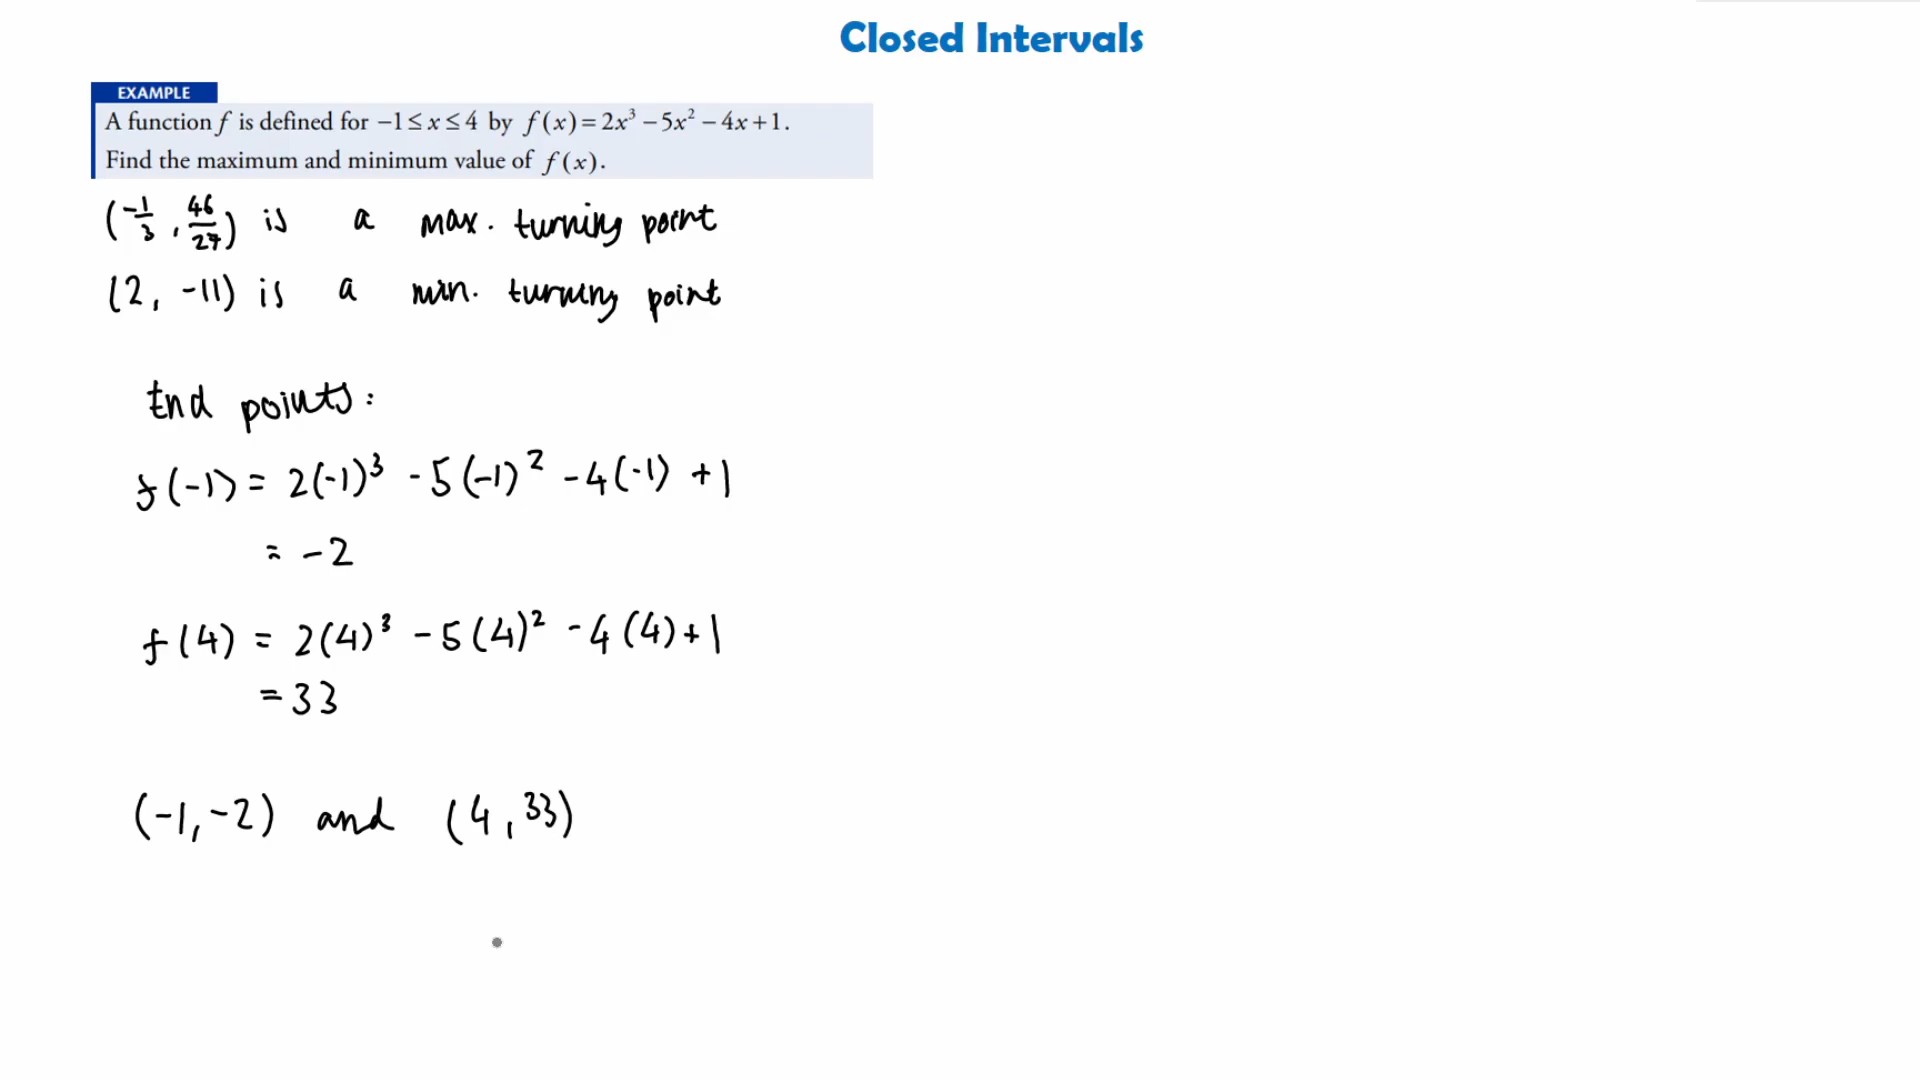 Closed Intervals
EXAMPLE
A function f is defined for −1 ≤ x ≤ 4 by f(x) = 2x³ − 5x² − 4x + 1.
Find the maximum and minimum value of f(x).
(-1/3, 46/27) is a max. turning point
(2, -11) is a min. turning point
End points:
f(-1) = 2(-1)³ - 5(-1)² - 4(-1) + 1
= -2
f(4) = 2(4)³ - 5(4)² - 4(4) + 1
= 33
(-1, -2) and (4, 33)